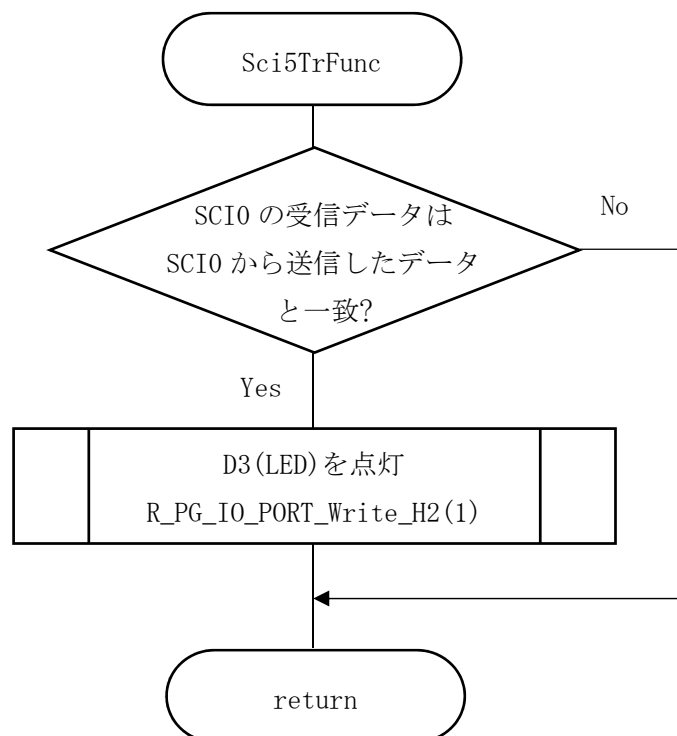 Sci5TrFunc
SCI0 の受信データは
SCI0 から送信したデータ
と一致?
No
Yes
D3(LED)を点灯
R_PG_IO_PORT_Write_H2(1)
return